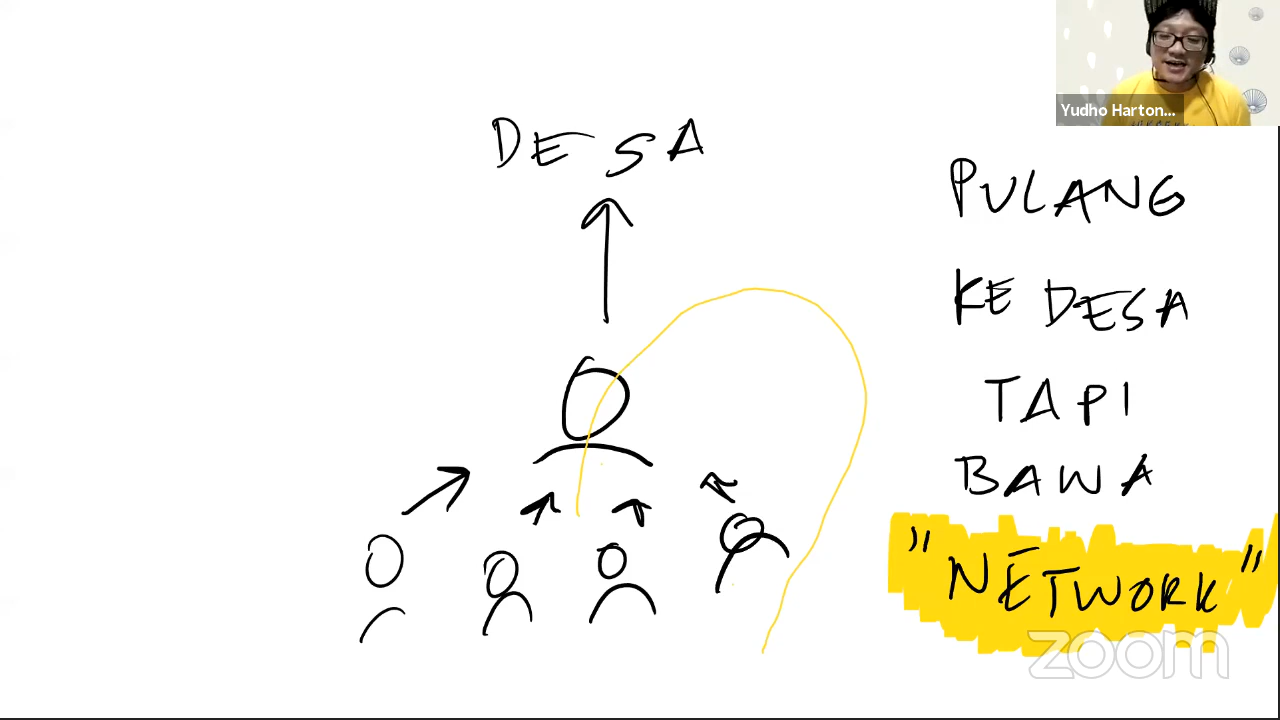 Yudho Harton...
DESA
PULANG
KE DESA
TAPI
BAWA
"NETWORK"
zoom